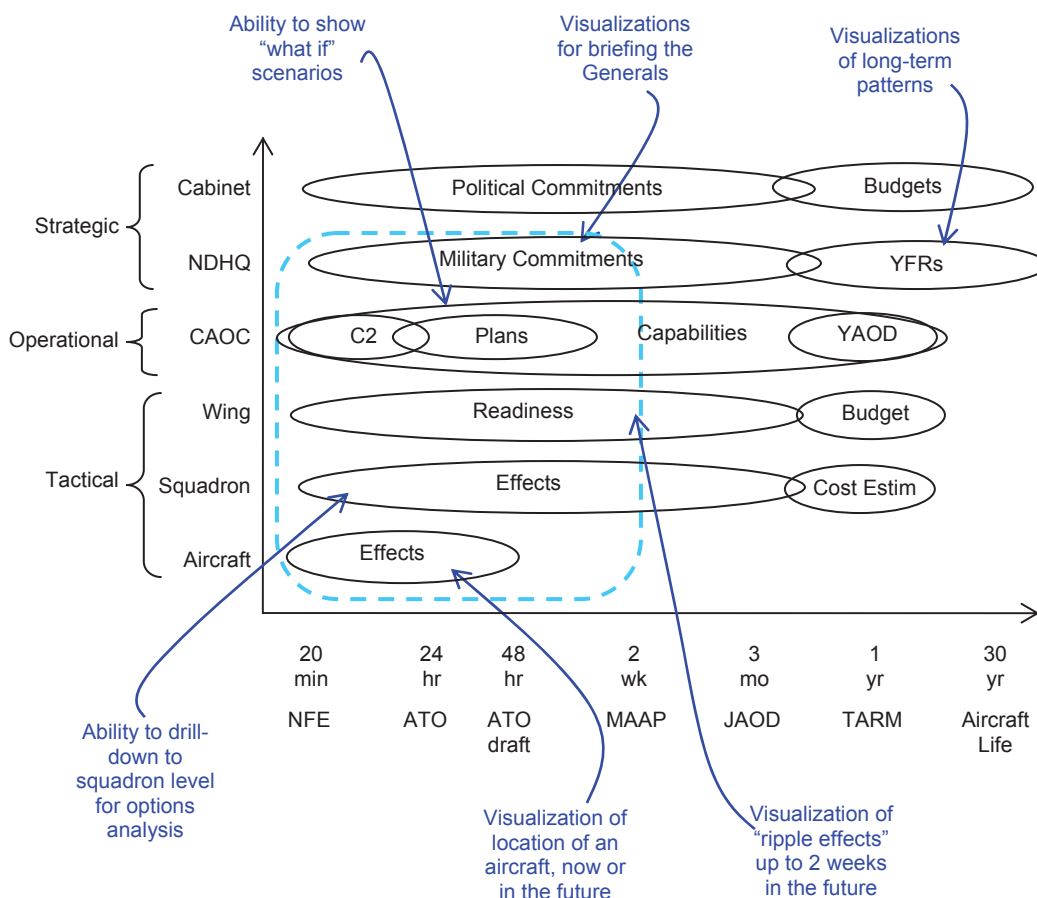 Ability to show
“what if”
scenarios
Visualizations
for briefing the
Generals
Visualizations
of long-term
patterns
Strategic
Cabinet
Political Commitments
Budgets
NDHQ
Military Commitments
YFRs
Operational
CAOC
C2
Plans
Capabilities
YAOD
Tactical
Wing
Readiness
Budget
Squadron
Effects
Cost Estim
Aircraft
Effects
20
min
24
hr
48
hr
2
wk
3
mo
1
yr
30
yr
NFE
ATO
ATO
draft
MAAP
JAOD
TARM
Aircraft
Life
Ability to drill-
down to
squadron level
for options
analysis
Visualization of
location of an
aircraft, now or
in the future
Visualization of
“ripple effects”
up to 2 weeks
in the future